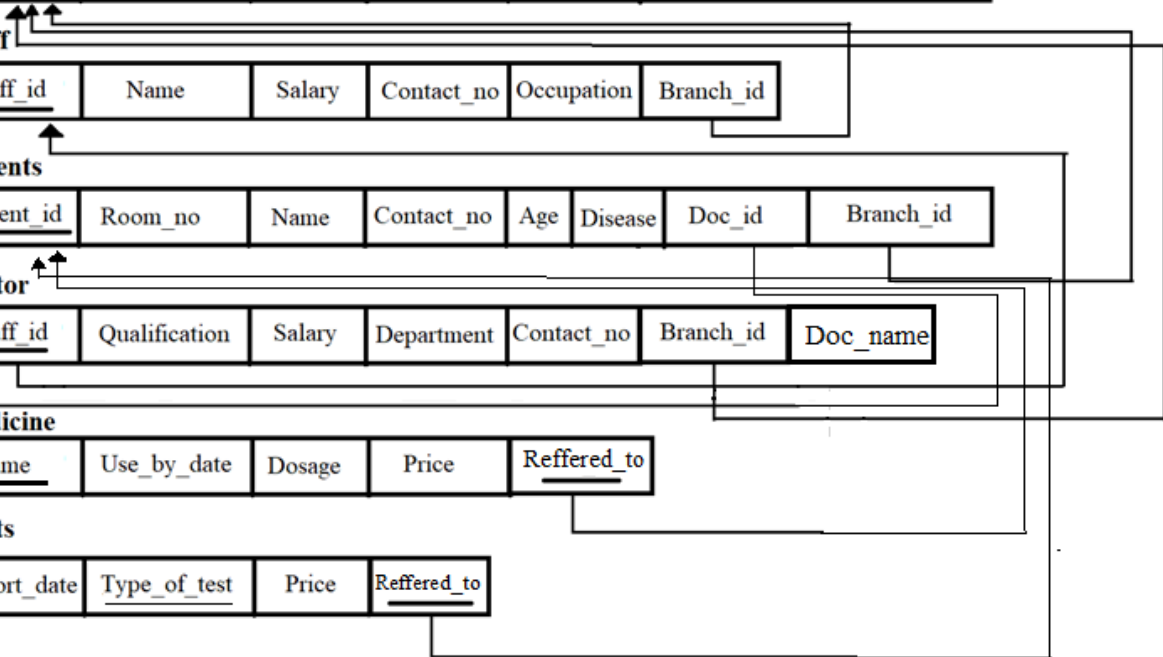 ff
ff_id Name Salary Contact_no Occupation Branch_id
ents
ent_id Room_no Name Contact_no Age Disease Doc_id Branch_id
tor
ff_id Qualification Salary Department Contact_no Branch_id Doc_name
licine
me Use_by_date Dosage Price Reffered_to
ts
ort_date Type_of_test Price Reffered_to